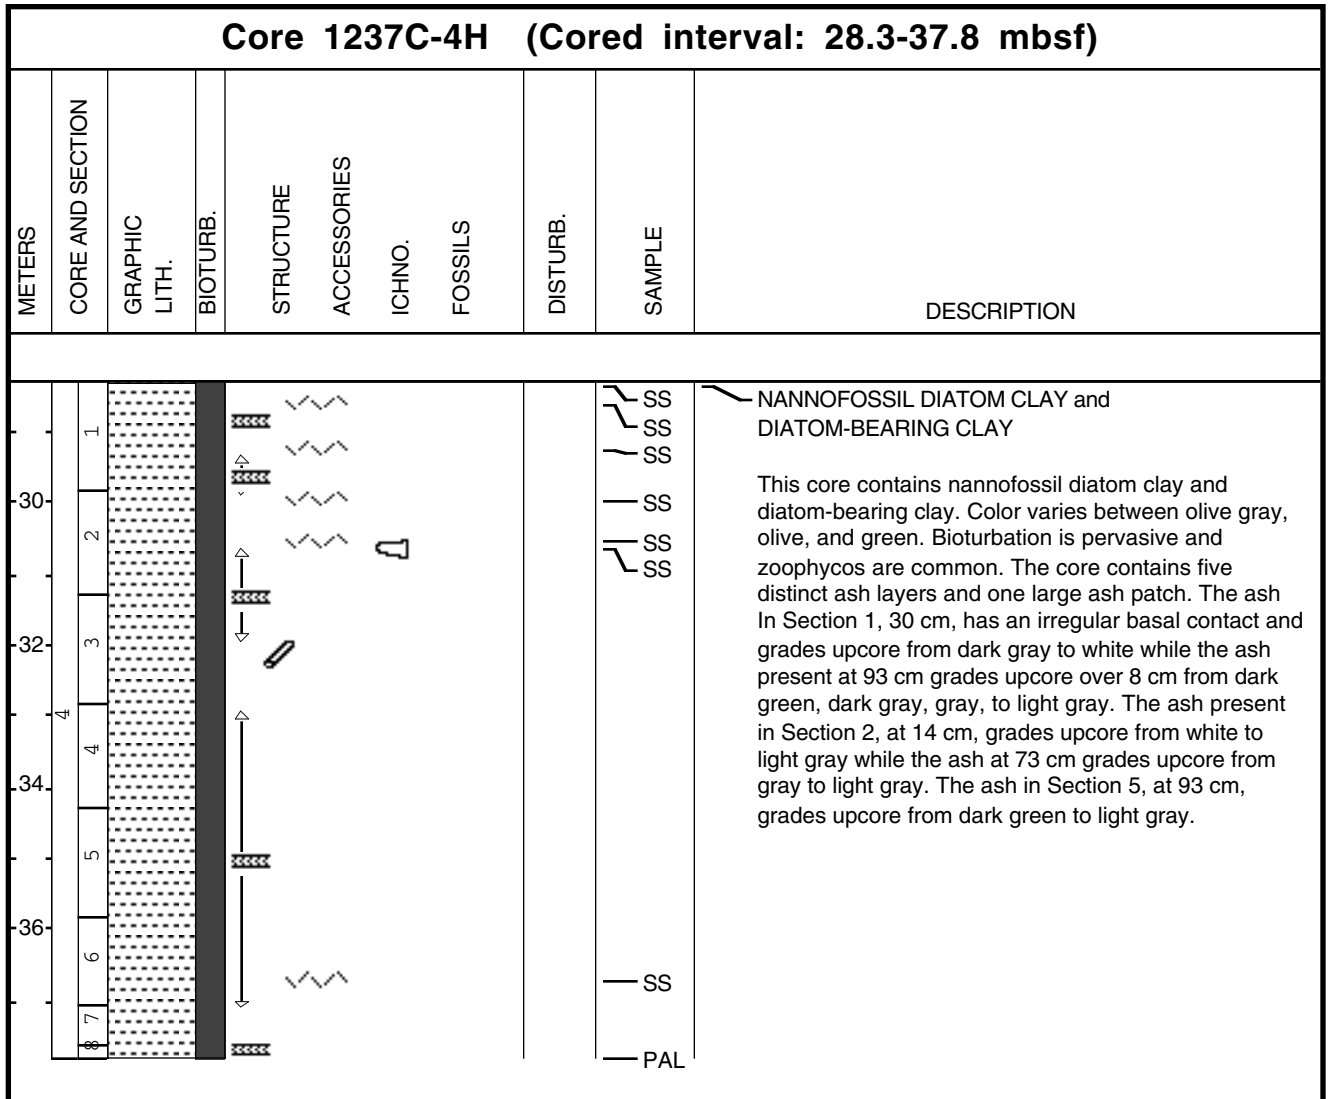 Core 1237C-4H (Cored interval: 28.3-37.8 mbsf)
METERS
CORE AND SECTION
GRAPHIC
LITH.
BIOTURB.
STRUCTURE
ACCESSORIES
ICHNO.
FOSSILS
DISTURB.
SAMPLE
DESCRIPTION
30
32
34
36
4
1
2
3
4
5
6
7
8
SS
SS
SS
SS
SS
SS
SS
PAL
NANNOFOSSIL DIATOM CLAY and
DIATOM-BEARING CLAY
This core contains nannofossil diatom clay and
diatom-bearing clay. Color varies between olive gray,
olive, and green. Bioturbation is pervasive and
zoophycos are common. The core contains five
distinct ash layers and one large ash patch. The ash
In Section 1, 30 cm, has an irregular basal contact and
grades upcore from dark gray to white while the ash
present at 93 cm grades upcore over 8 cm from dark
green, dark gray, gray, to light gray. The ash present
in Section 2, at 14 cm, grades upcore from white to
light gray while the ash at 73 cm grades upcore from
gray to light gray. The ash in Section 5, at 93 cm,
grades upcore from dark green to light gray.